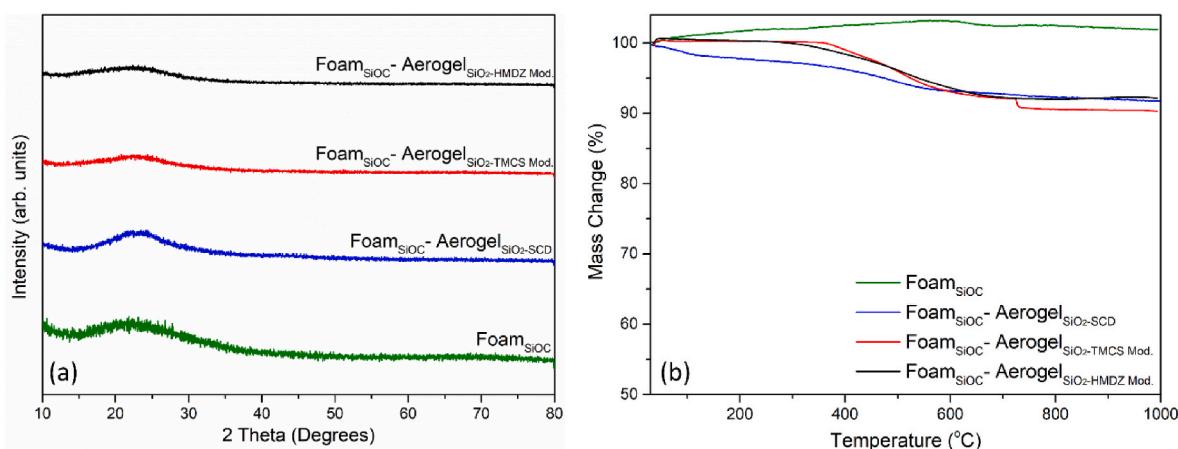 Intensity (arb. units)
Foam_SiOC- Aerogel_SiO₂-HMDZ Mod.
Foam_SiOC- Aerogel_SiO₂-TMCS Mod.
Foam_SiOC- Aerogel_SiO₂-SCD
Foam_SiOC
(a)
10 20 30 40 50 60 70 80
2 Theta (Degrees)
Mass Change (%)
100
90
80
70
60
50
Foam_SiOC
Foam_SiOC- Aerogel_SiO₂-SCD
Foam_SiOC- Aerogel_SiO₂-TMCS Mod.
Foam_SiOC- Aerogel_SiO₂-HMDZ Mod.
(b)
200 400 600 800 1000
Temperature (°C)